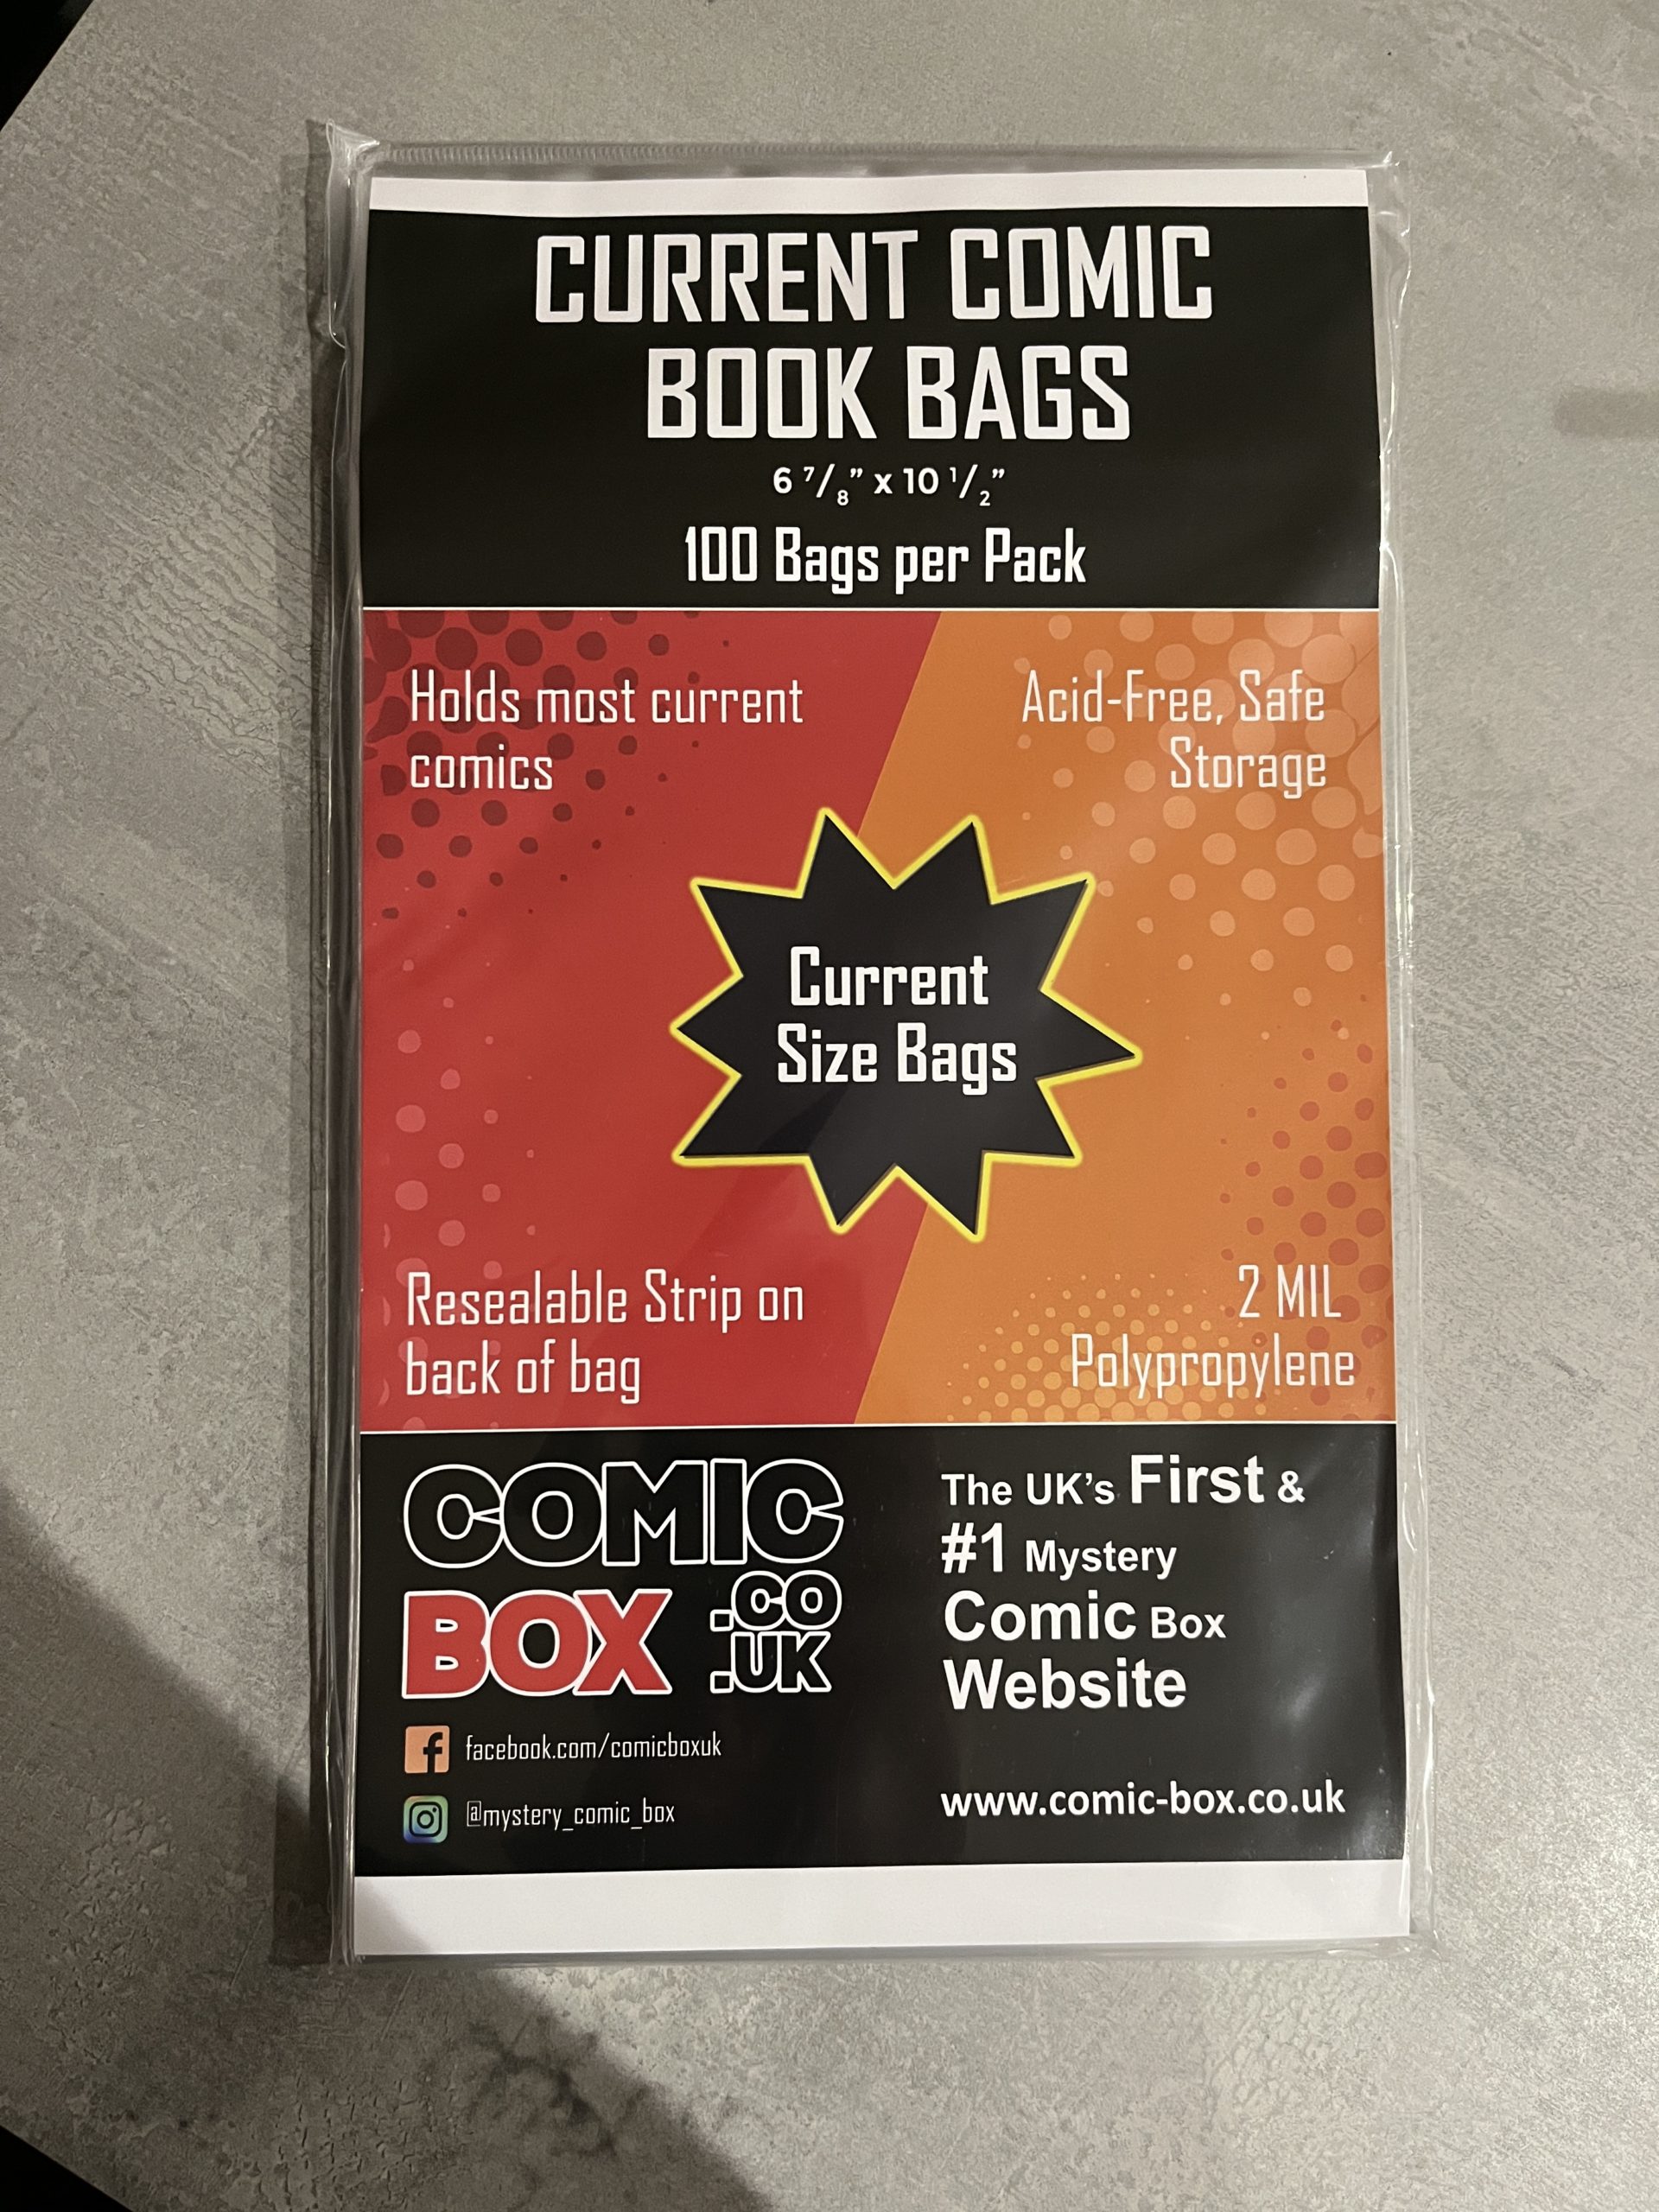 CURRENT COMIC
BOOK BAGS
6 7/8” x 10 1/2”
100 Bags per Pack
Holds most current
comics
Acid-Free, Safe
Storage
Current
Size Bags
Resealable Strip on
back of bag
2 MIL
Polypropylene
COMIC
BOX .CO
.UK
The UK’s First &
#1 Mystery
Comic Box
Website
facebook.com/comicboxuk
@mystery_comic_box
www.comic-box.co.uk